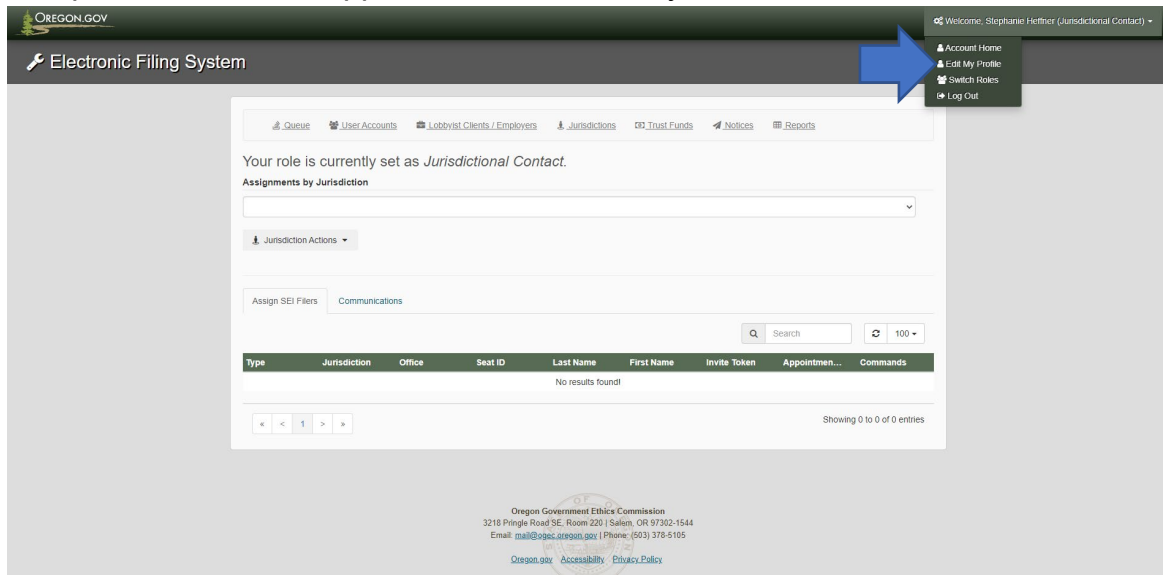 OREGON.GOV
Welcome, Stephanie Heffner (Jurisdictional Contact)
Account Home
Edit My Profile
Switch Roles
Log Out
Electronic Filing System
Queue User Accounts Lobbyist Clients / Employers Jurisdictions Trust Funds Notices Reports
Your role is currently set as Jurisdictional Contact.
Assignments by Jurisdiction
Jurisdiction Actions
Assign SEI Filers Communications
Search 100
Type Jurisdiction Office Seat ID Last Name First Name Invite Token Appointmen... Commands
No results found!
« < 1 > »
Showing 0 to 0 of 0 entries
Oregon Government Ethics Commission
3218 Pringle Road SE, Room 220 | Salem, OR 97302-1544
Email: mail@ogec.oregon.gov | Phone: (503) 378-5105
Oregon.gov Accessibility Privacy Policy